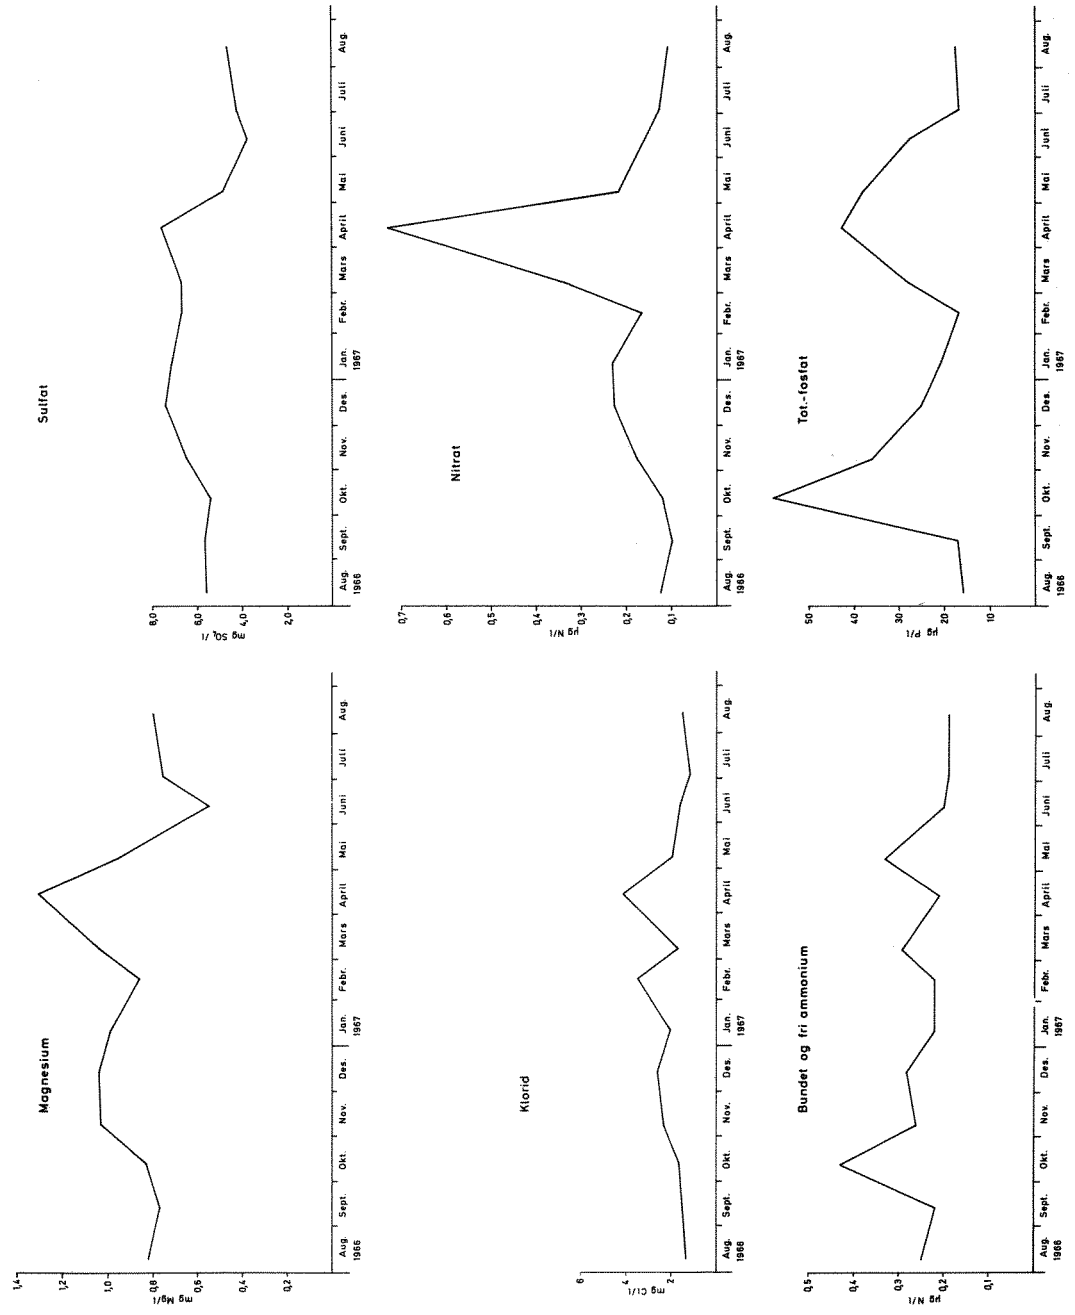 Magnesium
1,4
1,2
1,0
0,8
0,6
0,4
0,2
mg Mg/l
Aug. Sept. Okt. Nov. Des. Jan. Febr. Mars April Mai Juni Juli Aug.
1966 1967
Sulfat
8,0
6,0
4,0
2,0
mg SO₄/l
Aug. Sept. Okt. Nov. Des. Jan. Febr. Mars April Mai Juni Juli Aug.
1966 1967
Klorid
6
4
2
mg Cl/l
Aug. Sept. Okt. Nov. Des. Jan. Febr. Mars April Mai Juni Juli Aug.
1966 1967
Nitrat
0,7
0,6
0,5
0,4
0,3
0,2
0,1
µg N/l
Aug. Sept. Okt. Nov. Des. Jan. Febr. Mars April Mai Juni Juli Aug.
1966 1967
Bundet og fri ammonium
0,5
0,3
0,2
0,1
µg N/l
Aug. Sept. Okt. Nov. Des. Jan. Febr. Mars April Mai Juni Juli Aug.
1966 1967
Tot.-fosfat
50
40
30
20
10
µg P/l
Aug. Sept. Okt. Nov. Des. Jan. Febr. Mars April Mai Juni Juli Aug.
1966 1967